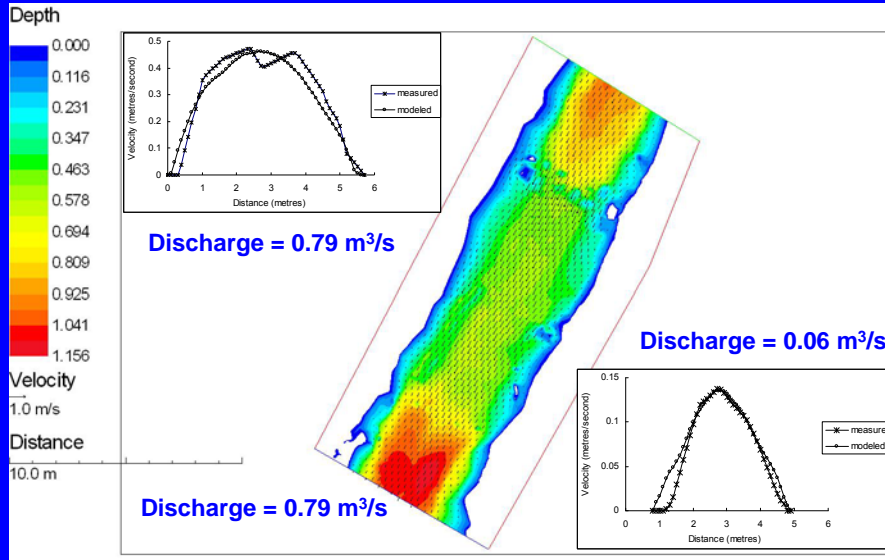 Depth
0.000
0.116
0.231
0.347
0.463
0.578
0.694
0.809
0.925
1.041
1.156
Velocity
1.0 m/s
Distance
10.0 m
0.5
0.4
0.3
0.2
0.1
0
Velocity (metres/second)
0 1 2 3 4 5 6
Distance (metres)
measured
modeled
Discharge = 0.79 m³/s
Discharge = 0.06 m³/s
0.15
0.1
0.05
0
Velocity (metres/second)
0 1 2 3 4 5 6
Distance (metres)
measure
modeled
Discharge = 0.79 m³/s